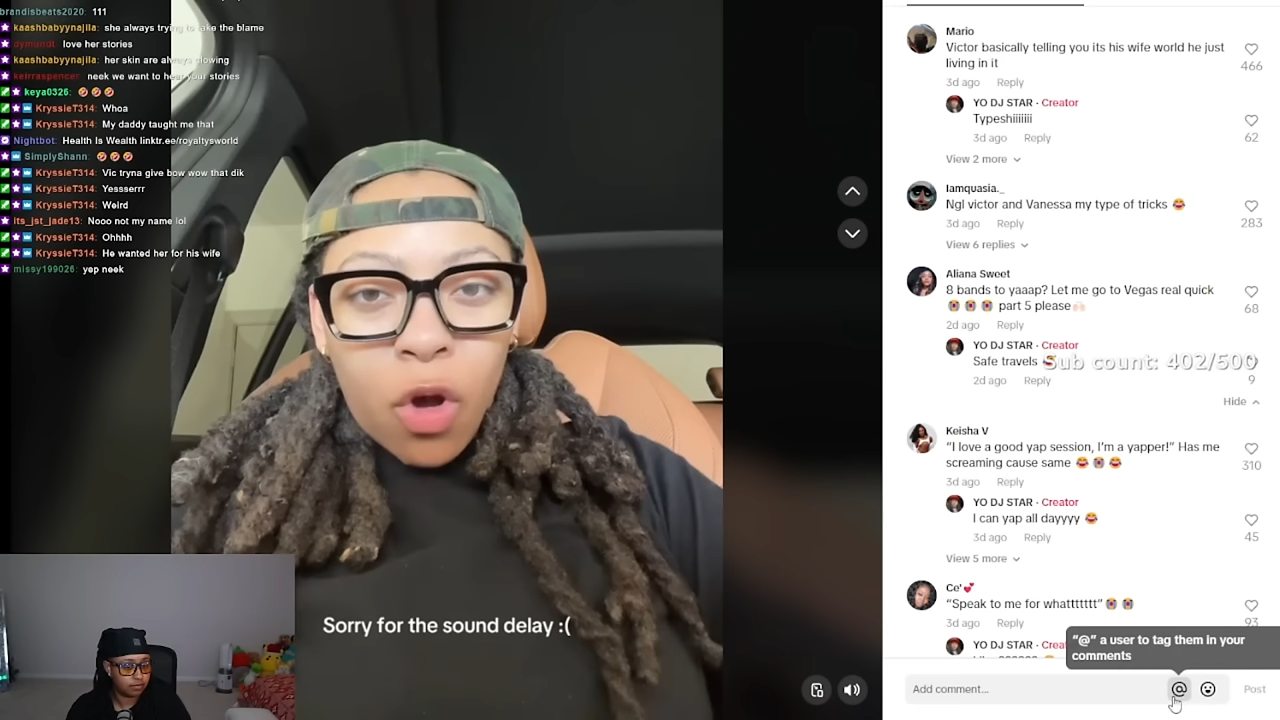 brandisbeats2020: 111
kaashbabyynajila: she always trying to take the blame
dymundt: love her stories
kaashbabyynajila: her skin are always glowing
keirraspencer: neek we want to hear your stories
keya0326: 🤣 🤣 🤣
KryssieT314: Whoa
KryssieT314: My daddy taught me that
Nightbot: Health Is Wealth linktr.ee/royaltysworld
SimplyShann: 🤣 🤣 🤣
KryssieT314: Vic tryna give bow wow that dik
KryssieT314: Yessserrr
KryssieT314: Weird
its_jst_jade13: Nooo not my name lol
KryssieT314: Ohhhh
KryssieT314: He wanted her for his wife
missy199026: yep neek
Sorry for the sound delay :(
Mario
Victor basically telling you its his wife world he just
living in it
466
3d ago Reply
YO DJ STAR · Creator
Typeshiiiiiii
62
3d ago Reply
View 2 more
Iamquasia._
Ngl victor and Vanessa my type of tricks 😂
283
3d ago Reply
View 6 replies
Aliana Sweet
8 bands to yaaap? Let me go to Vegas real quick
😭 😭 😭 part 5 please🙌🏻
68
2d ago Reply
YO DJ STAR · Creator
Safe travels
Sub count: 402/500
9
2d ago Reply
Hide
Keisha V
“I love a good yap session, I’m a yapper!” Has me
screaming cause same 😂 😭 😂
310
3d ago Reply
YO DJ STAR · Creator
I can yap all dayyyy 😂
45
3d ago Reply
View 5 more
Ce'💕
“Speak to me for whattttttt” 😭 😭
93
3d ago Reply
YO DJ STAR · Crea
“@” a user to tag them in your
comments
Add comment...
@
Post